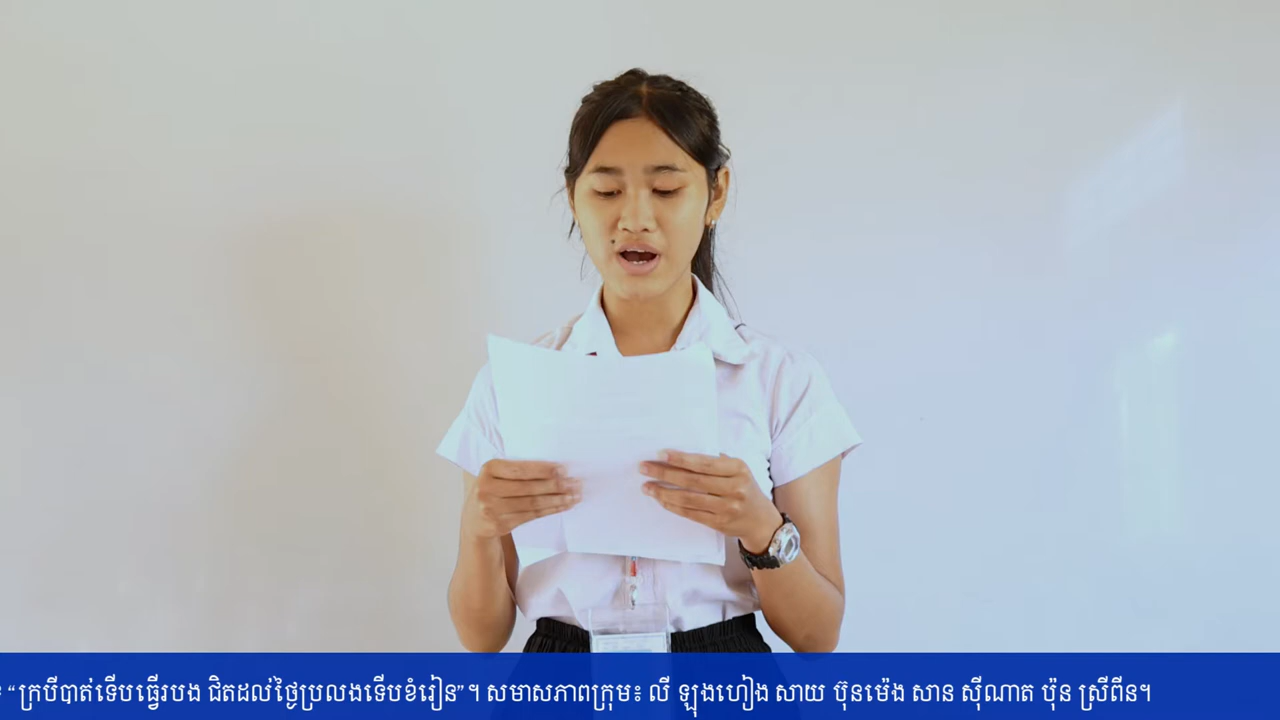 “ក្របីបាត់ទើបធ្វើរបង ជិតដល់ថ្ងៃប្រលងទើបខំរៀន”។ សមាសភាពក្រុម៖ លី ឡុងហៀង សាយ ប៊ុនម៉េង សាន ស៊ីណាត ប៉ុន ស្រីពីន។